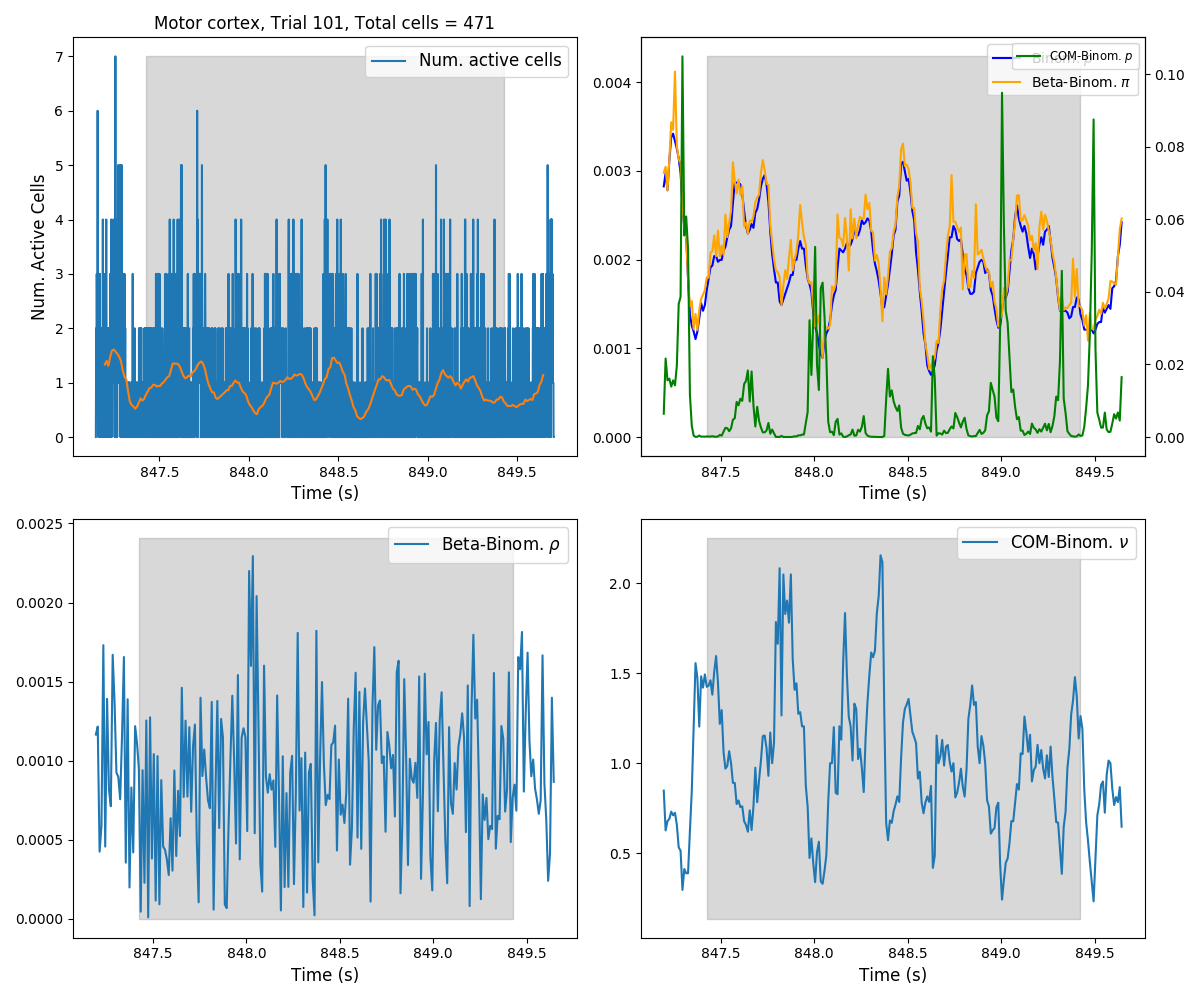 Motor cortex, Trial 101, Total cells = 471
Num. active cells
Num. Active Cells
7
6
5
4
3
2
1
0
847.5 848.0 848.5 849.0 849.5
Time (s)
COM-Binom. p
Beta-Binom. π
0.004
0.003
0.002
0.001
0.000
0.10
0.08
0.06
0.04
0.02
0.00
847.5 848.0 848.5 849.0 849.5
Time (s)
Beta-Binom. ρ
0.0025
0.0020
0.0015
0.0010
0.0005
0.0000
847.5 848.0 848.5 849.0 849.5
Time (s)
COM-Binom. ν
2.0
1.5
1.0
0.5
847.5 848.0 848.5 849.0 849.5
Time (s)